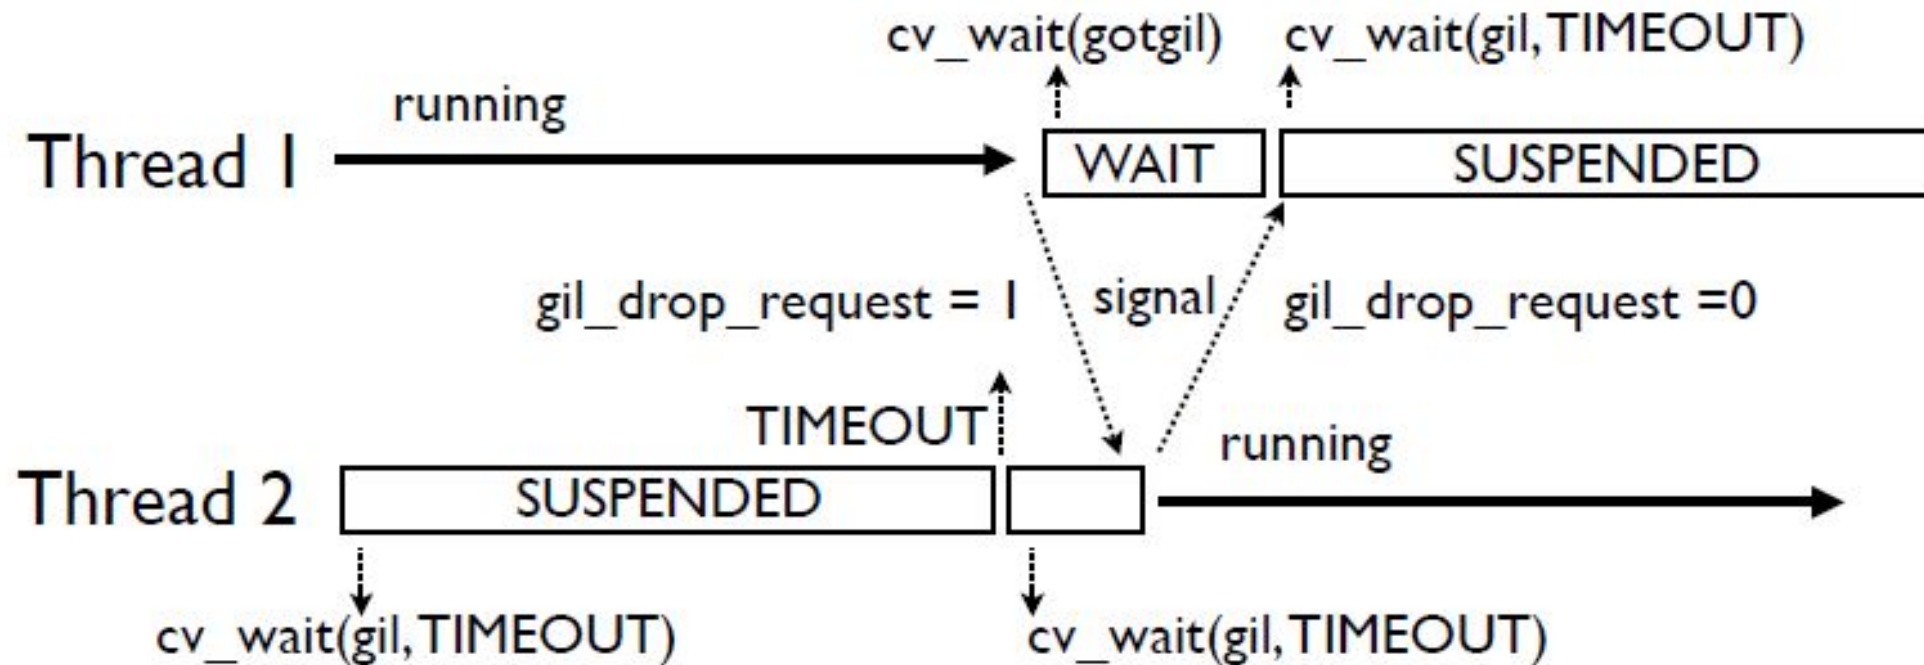 cv_wait(gotgil) cv_wait(gil,TIMEOUT)
running
Thread 1 WAIT SUSPENDED
gil_drop_request = 1 signal gil_drop_request =0
TIMEOUT running
Thread 2 SUSPENDED
cv_wait(gil,TIMEOUT) cv_wait(gil,TIMEOUT)